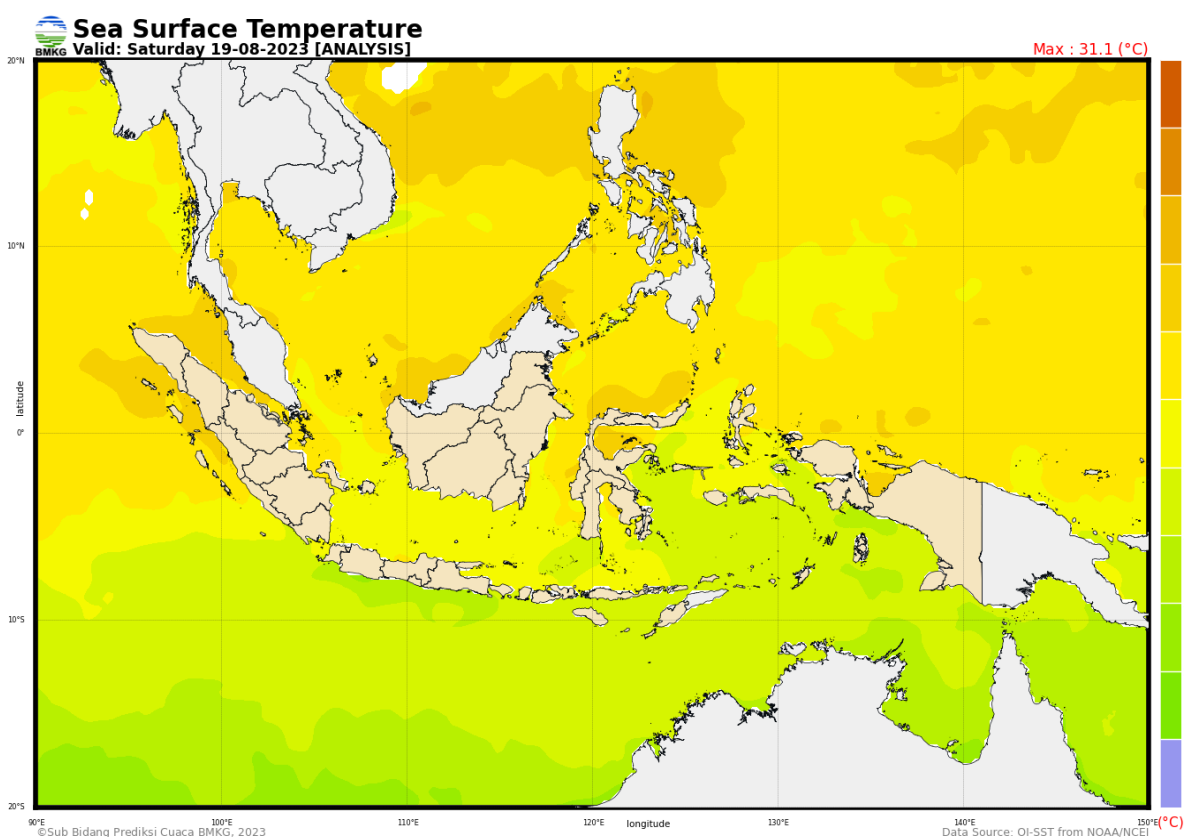 BMKG
Sea Surface Temperature
Valid: Saturday 19-08-2023 [ANALYSIS]
Max : 31.1 (°C)
20°N
10°N
latitude
0°
10°S
20°S
90°E
100°E
110°E
120°E
longitude
130°E
140°E
150°E
(°C)
©Sub Bidang Prediksi Cuaca BMKG, 2023
Data Source: OI-SST from NOAA/NCEI